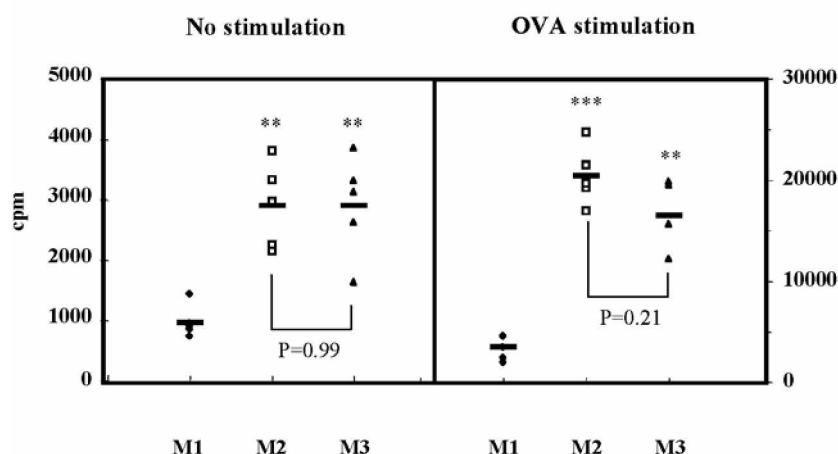 No stimulation OVA stimulation
5000 30000
** ** *** **
4000
20000
3000
cpm
2000
10000
1000
P=0.99 P=0.21
0 0
M1 M2 M3 M1 M2 M3